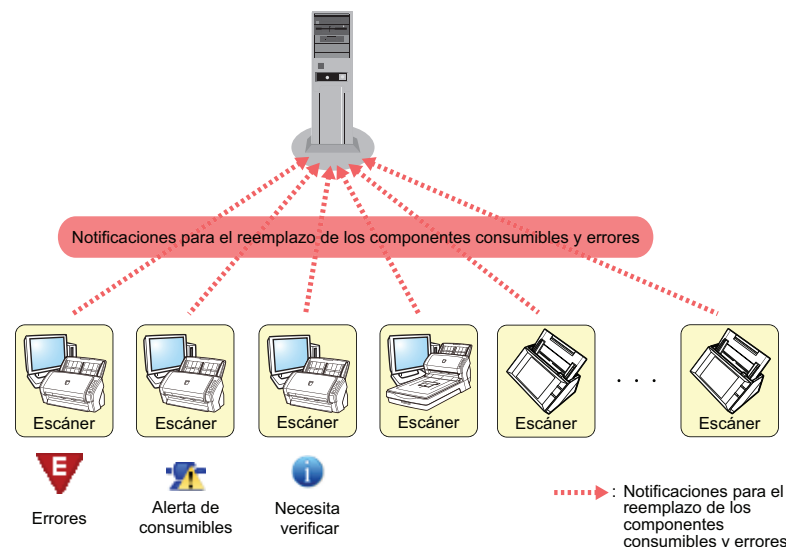 Notificaciones para el reemplazo de los componentes consumibles y errores
Escáner
Escáner
Escáner
Escáner
Escáner
. . .
Escáner
E
Errores
Alerta de
consumibles
i
Necesita
verificar
: Notificaciones para el
reemplazo de los
componentes
consumibles y errores